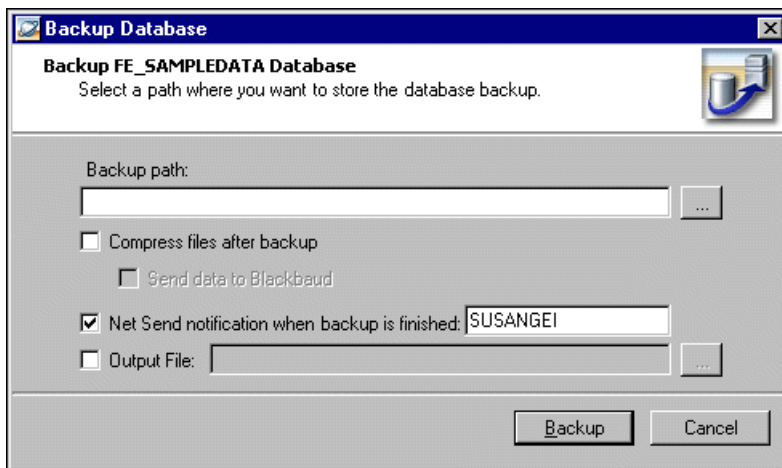 Backup Database
Backup FE_SAMPLEDATA Database
Select a path where you want to store the database backup.
Backup path:
...
Compress files after backup
Send data to Blackbaud
Net Send notification when backup is finished: SUSANGEI
Output File:
...
Backup Cancel